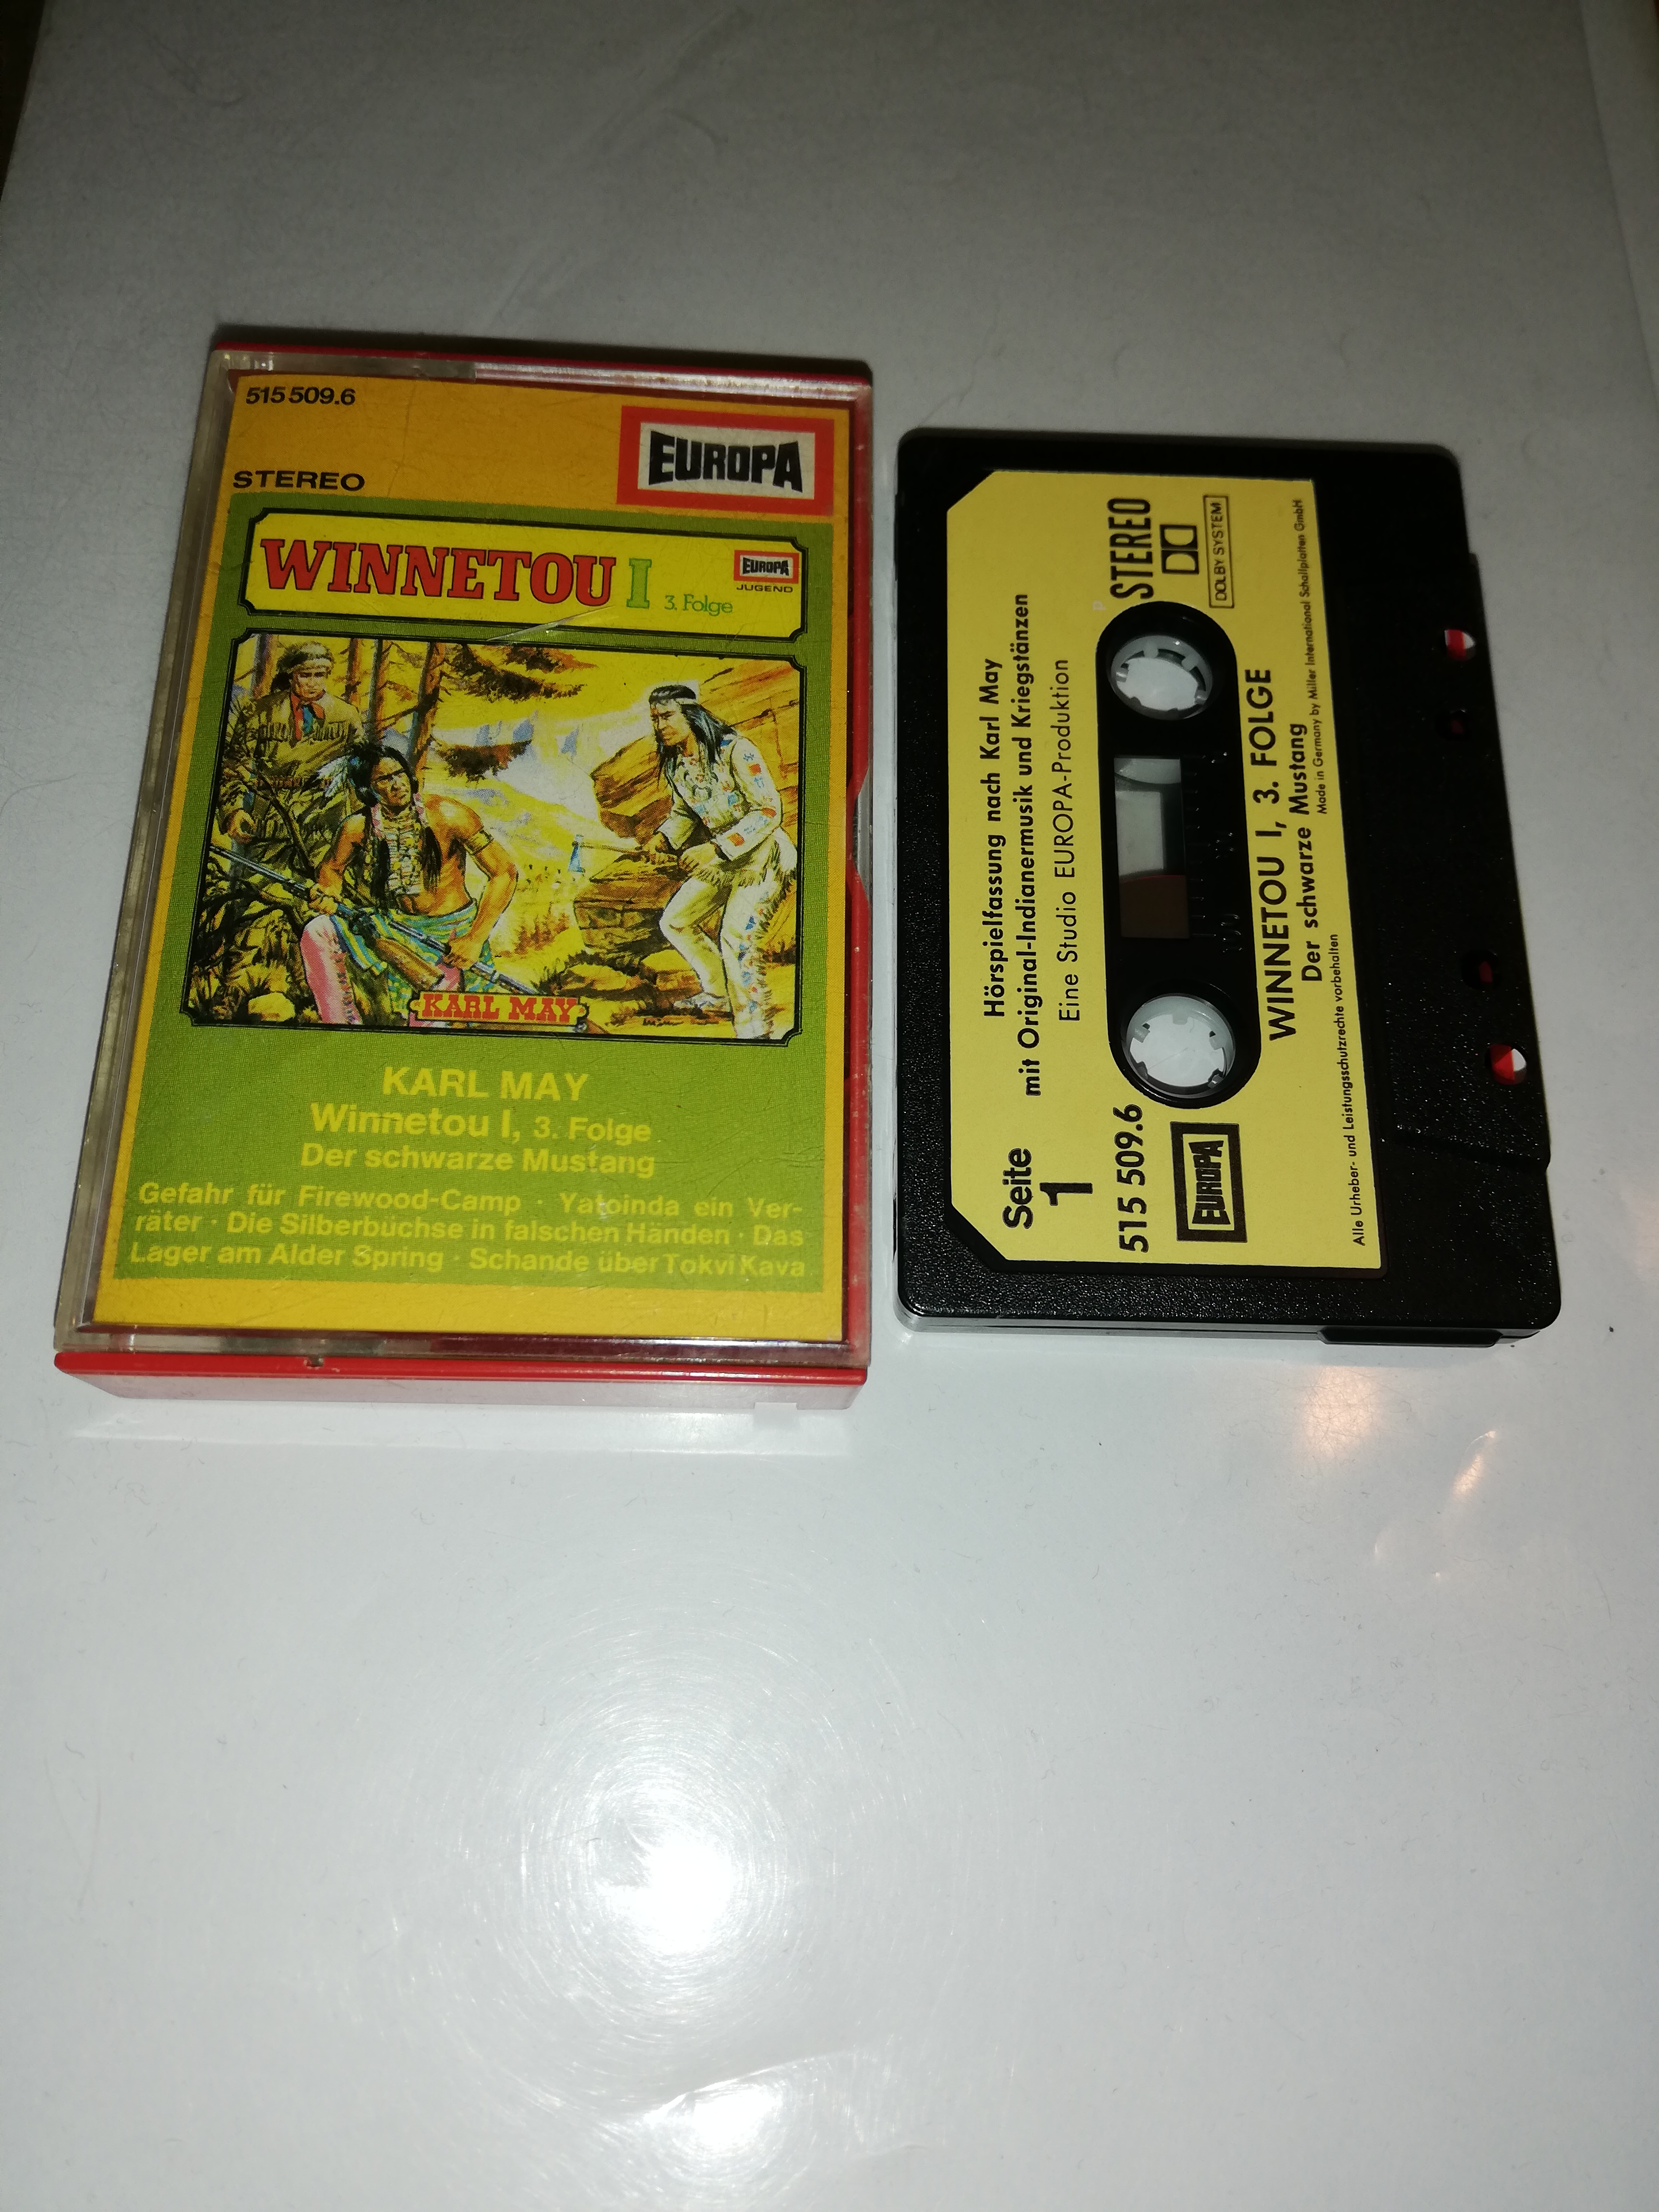 515 509.6
EUROPA
STEREO
WINNETOU I
3. Folge
EUROPA
JUGEND
KARL MAY
KARL MAY
Winnetou I, 3. Folge
Der schwarze Mustang
Gefahr für Firewood-Camp · Yatoinda ein Ver-
räter · Die Silberbüchse in falschen Händen · Das
Lager am Alder Spring · Schande über Tokvi Kava
Seite
1
Hörspielfassung nach Karl May
mit Original-Indianermusik und Kriegstänzen
Eine Studio EUROPA-Produktion
515 509.6
STEREO
DOLBY SYSTEM
EUROPA
WINNETOU I, 3. FOLGE
Der schwarze Mustang
Made in Germany by Miller International Schallplatten GmbH
Alle Urheber- und Leistungsschutzrechte vorbehalten